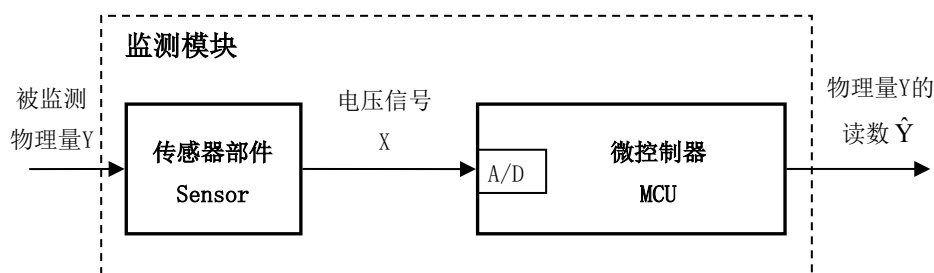 监测模块
被监测
物理量Y
传感器部件
Sensor
电压信号
X
A/D
微控制器
MCU
物理量Y的
读数 Ŷ